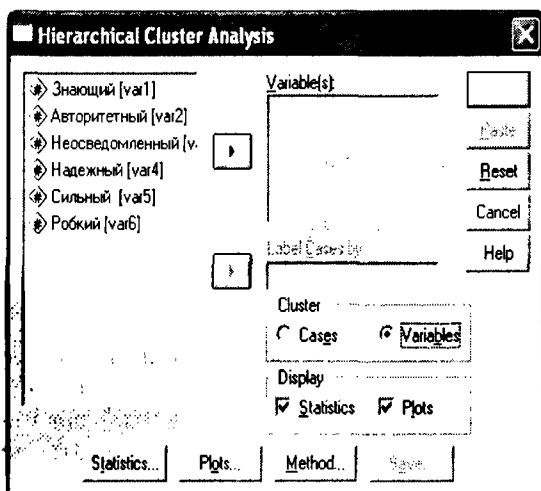 Hierarchical Cluster Analysis
Знающий [var1]
Авторитетный [var2]
Неосведомленный [v
Надежный [var4]
Сильный [var5]
Робкий [var6]
Variable(s):
Paste
Reset
Cancel
Help
Label Cases by:
Cluster
Cases
Variables
Display
Statistics
Plots
Statistics...
Plots...
Method...
Save...